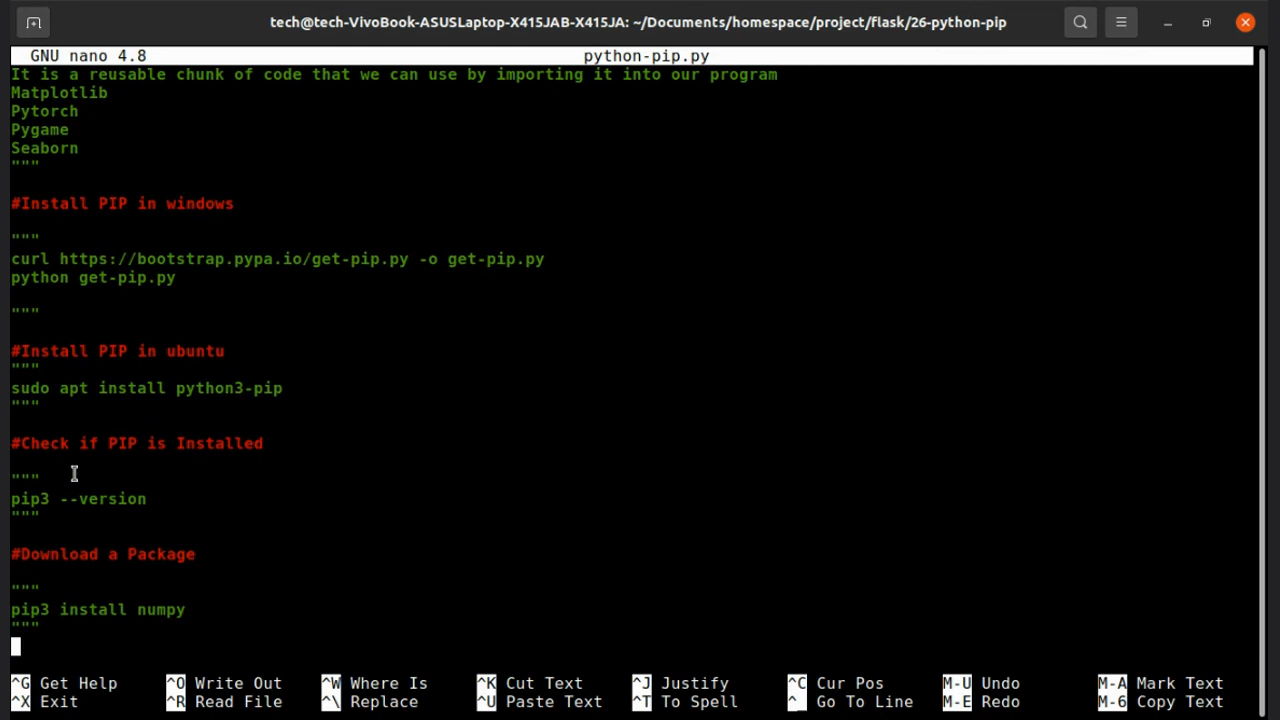 tech@tech-VivoBook-ASUSLaptop-X415JAB-X415JA: ~/Documents/homespace/project/flask/26-python-pip
GNU nano 4.8 python-pip.py
It is a reusable chunk of code that we can use by importing it into our program
Matplotlib
Pytorch
Pygame
Seaborn
"""
#Install PIP in windows
"""
curl https://bootstrap.pypa.io/get-pip.py -o get-pip.py
python get-pip.py
"""
#Install PIP in ubuntu
"""
sudo apt install python3-pip
"""
#Check if PIP is Installed
"""
pip3 --version
"""
#Download a Package
"""
pip3 install numpy
"""
^G Get Help ^O Write Out ^W Where Is ^K Cut Text ^J Justify ^C Cur Pos M-U Undo M-A Mark Text
^X Exit ^R Read File ^\ Replace ^U Paste Text ^T To Spell ^_ Go To Line M-E Redo M-6 Copy Text